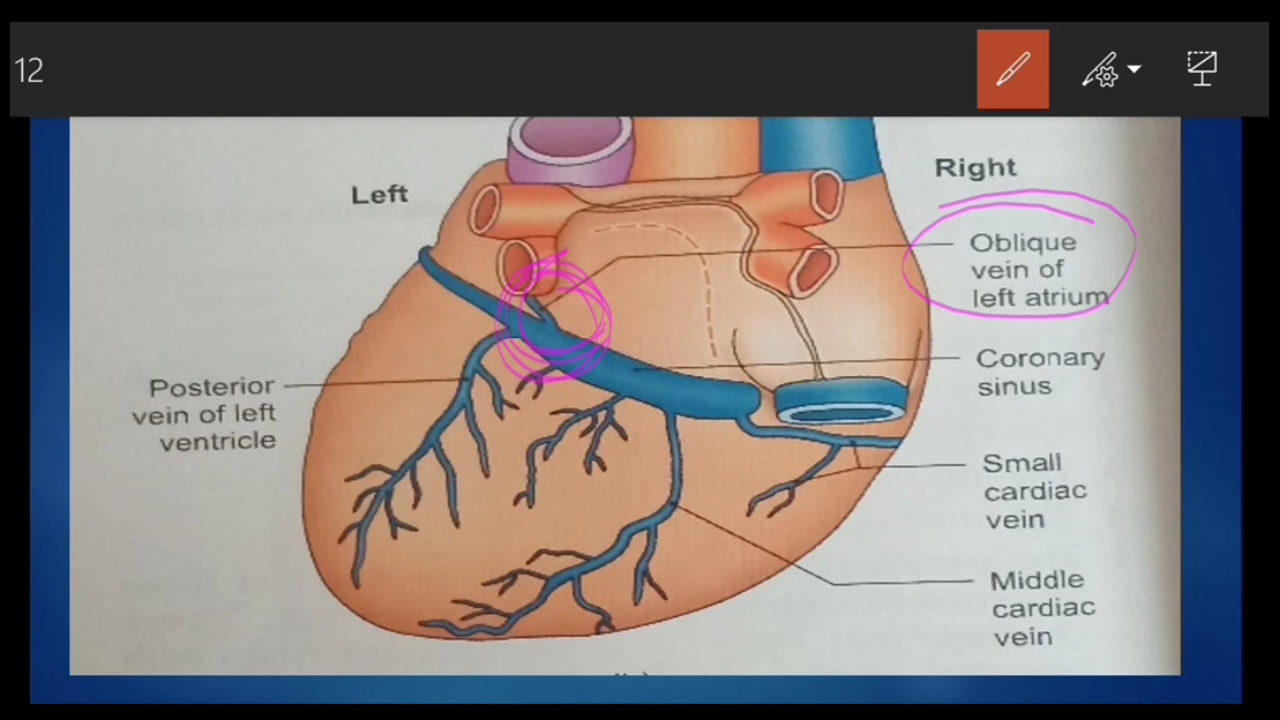 12
Left
Right
Oblique
vein of
left atrium
Coronary
sinus
Posterior
vein of left
ventricle
Small
cardiac
vein
Middle
cardiac
vein